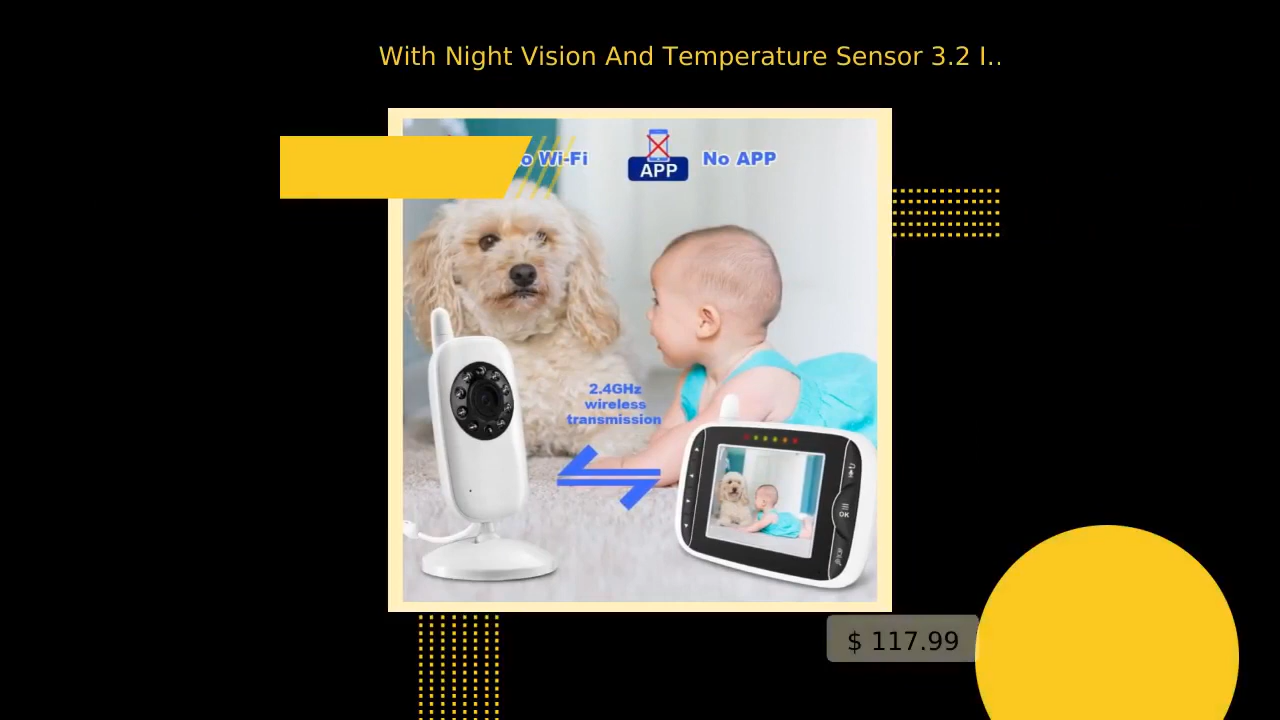 With Night Vision And Temperature Sensor 3.2 I..
o Wi-Fi
APP
No APP
2.4GHz
wireless
transmission
OK
$ 117.99